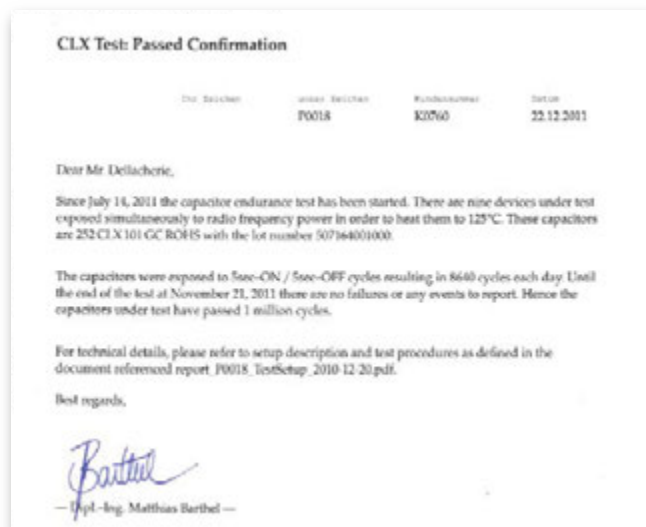 CLX Test: Passed Confirmation
Ihr Zeichen unser Zeichen Kundennummer Datum
P0018 K0760 22.12.2011
Dear Mr. Dellacherie,
Since July 14, 2011 the capacitor endurance test has been started. There are nine devices under test
exposed simultaneously to radio frequency power in order to heat them to 125°C. These capacitors
are 252 CLX 101 GC ROHS with the lot number 507164001000.
The capacitors were exposed to 5sec-ON / 5sec-OFF cycles resulting in 8640 cycles each day. Until
the end of the test at November 21, 2011 there are no failures or any events to report. Hence the
capacitors under test have passed 1 million cycles.
For technical details, please refer to setup description and test procedures as defined in the
document referenced report_P0018_TestSetup_2010-12-20.pdf.
Best regards,
Barthel
— Dipl.-Ing. Matthias Barthel —